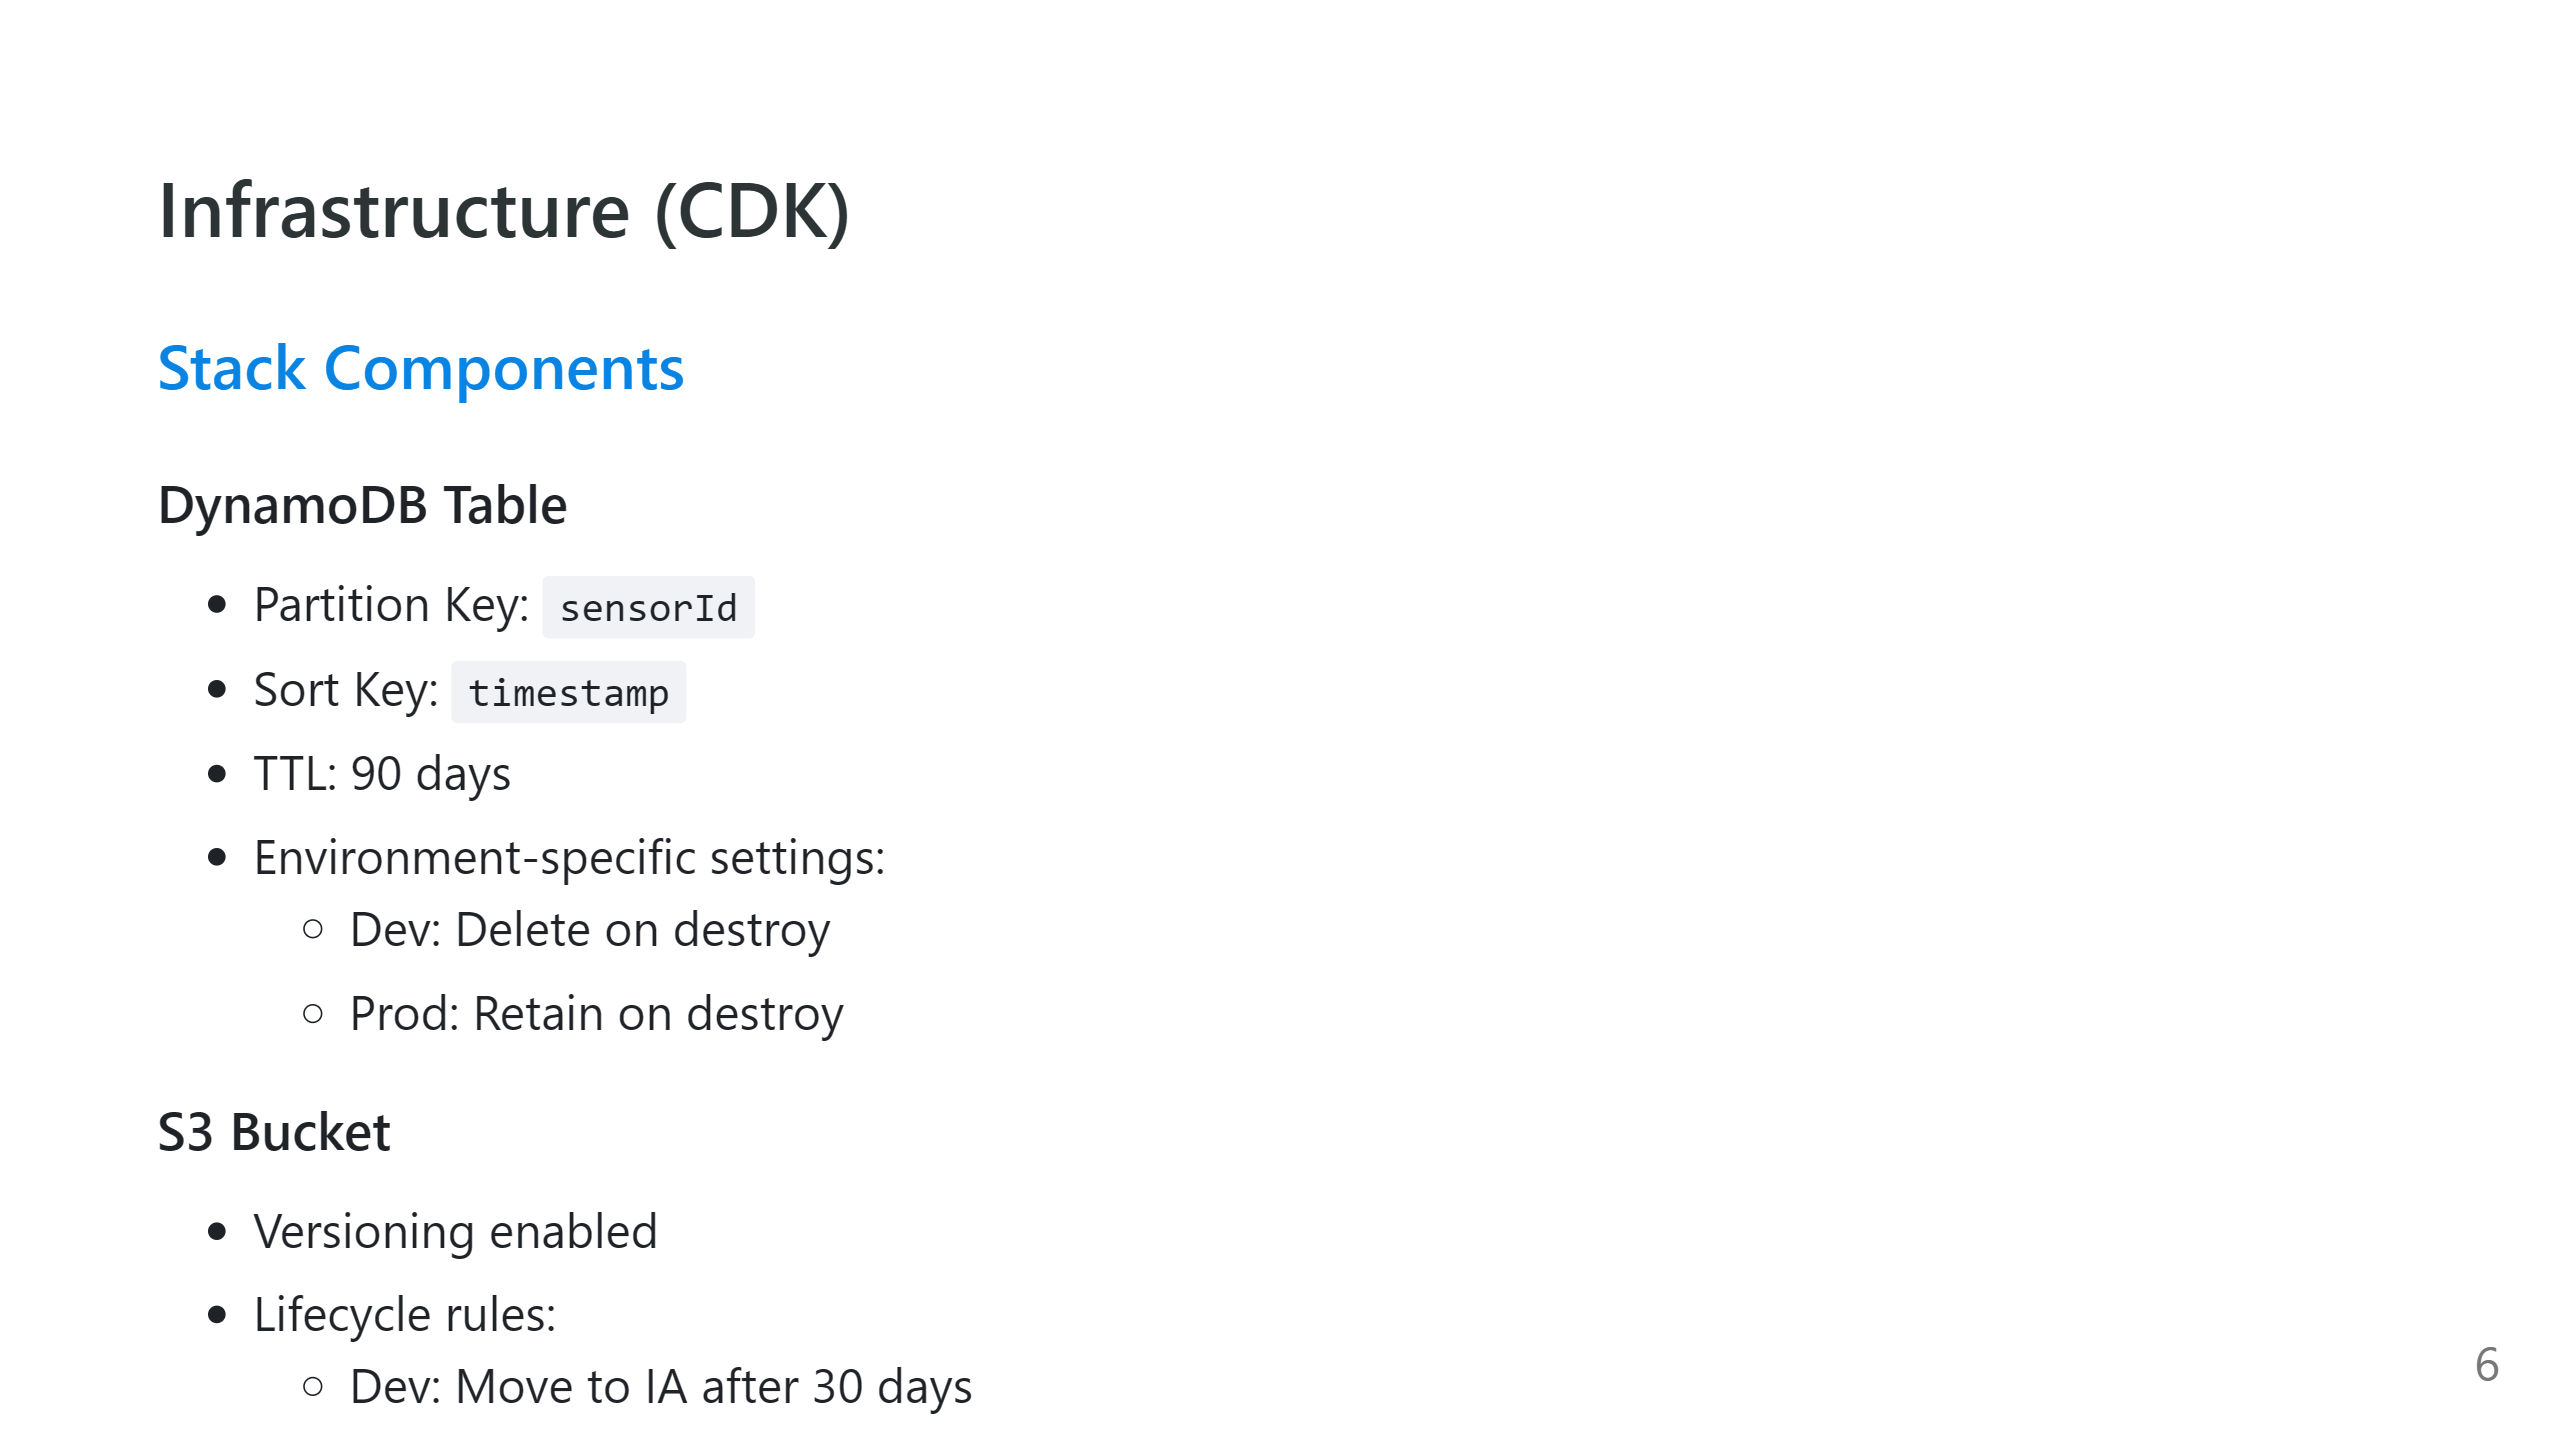 Infrastructure (CDK)
Stack Components
DynamoDB Table
Partition Key: sensorId
Sort Key: timestamp
TTL: 90 days
Environment-specific settings:
Dev: Delete on destroy
Prod: Retain on destroy
S3 Bucket
Versioning enabled
Lifecycle rules:
Dev: Move to IA after 30 days
6